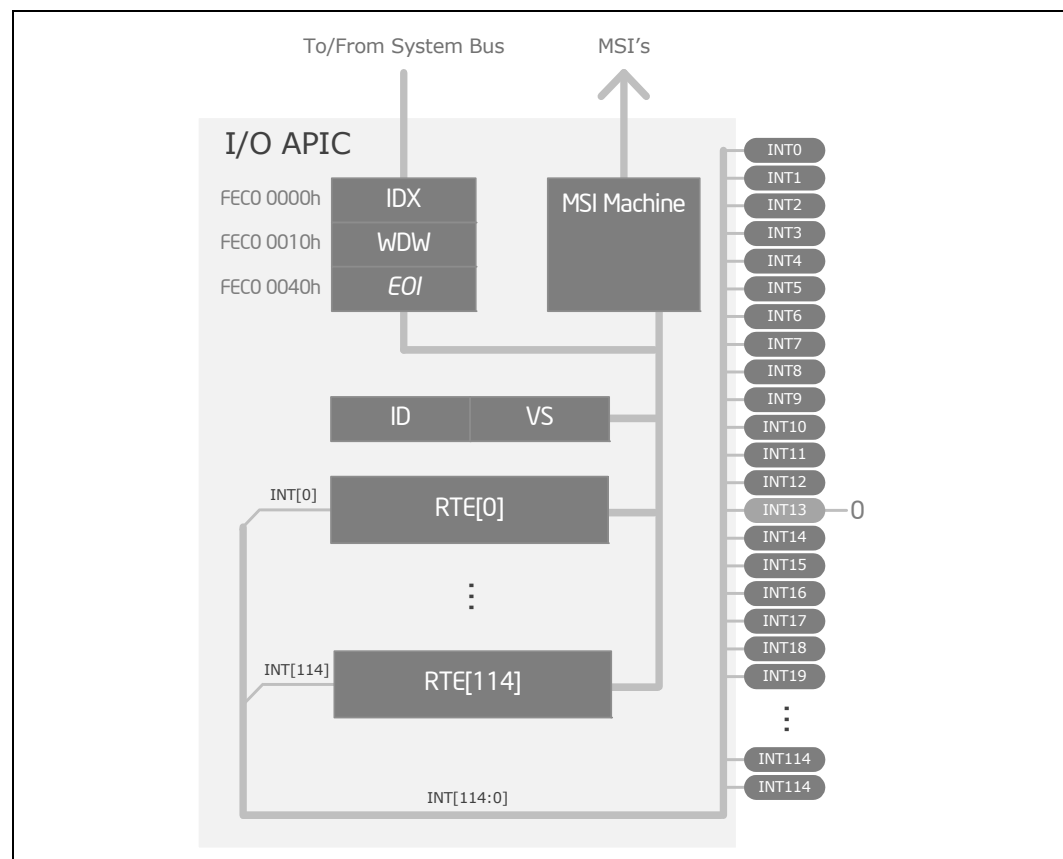 To/From System Bus
MSI's
I/O APIC
FEC0 0000h
IDX
FEC0 0010h
WDW
FEC0 0040h
EOI
MSI Machine
ID
VS
INT[0]
RTE[0]
⋮
INT[114]
RTE[114]
INT[114:0]
INT0
INT1
INT2
INT3
INT4
INT5
INT6
INT7
INT8
INT9
INT10
INT11
INT12
INT13
0
INT14
INT15
INT16
INT17
INT18
INT19
⋮
INT114
INT114